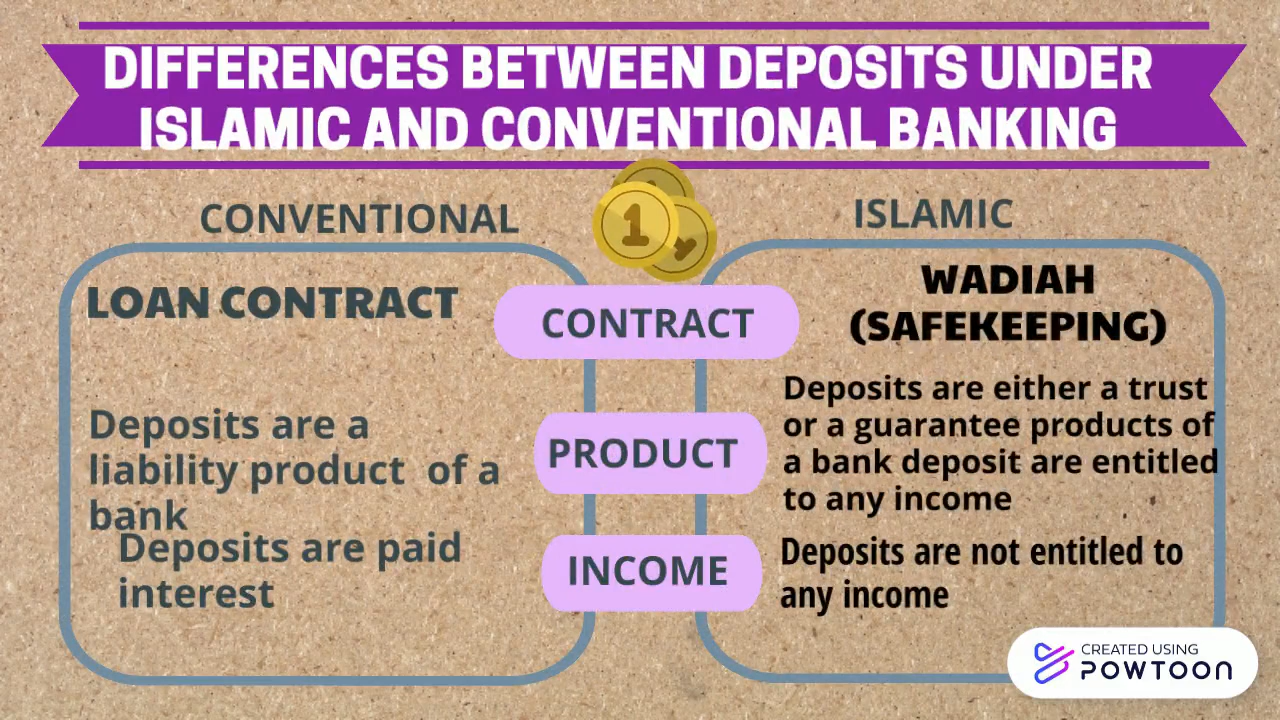 DIFFERENCES BETWEEN DEPOSITS UNDER
ISLAMIC AND CONVENTIONAL BANKING
CONVENTIONAL
ISLAMIC
1
LOAN CONTRACT
CONTRACT
WADIAH
(SAFEKEEPING)
Deposits are a
liability product of a
bank
PRODUCT
Deposits are either a trust
or a guarantee products of
a bank deposit are entitled
to any income
Deposits are paid
interest
INCOME
Deposits are not entitled to
any income
CREATED USING
POWTOON